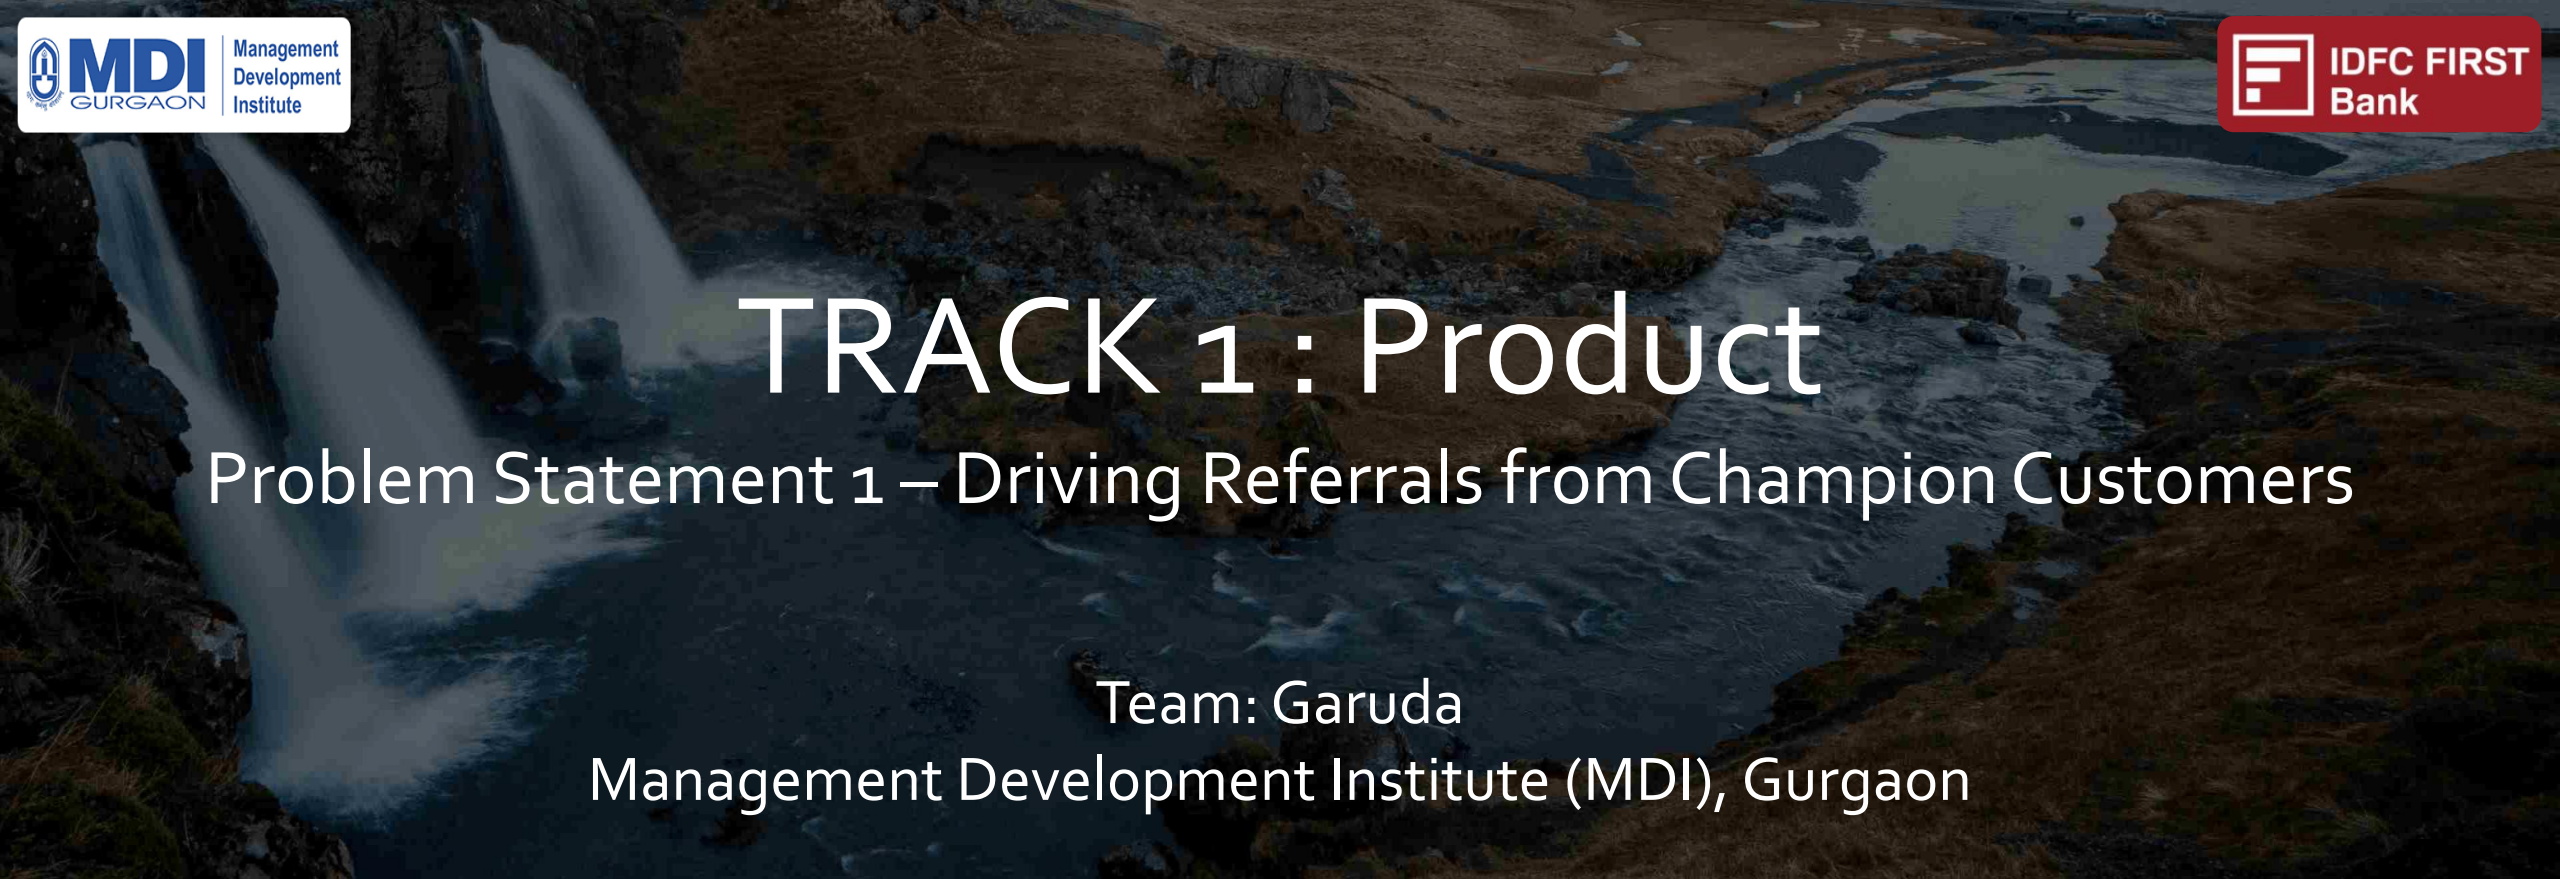 MDI
GURGAON
Management
Development
Institute
IDFC FIRST
Bank
TRACK 1 : Product
Problem Statement 1 – Driving Referrals from Champion Customers
Team: Garuda
Management Development Institute (MDI), Gurgaon